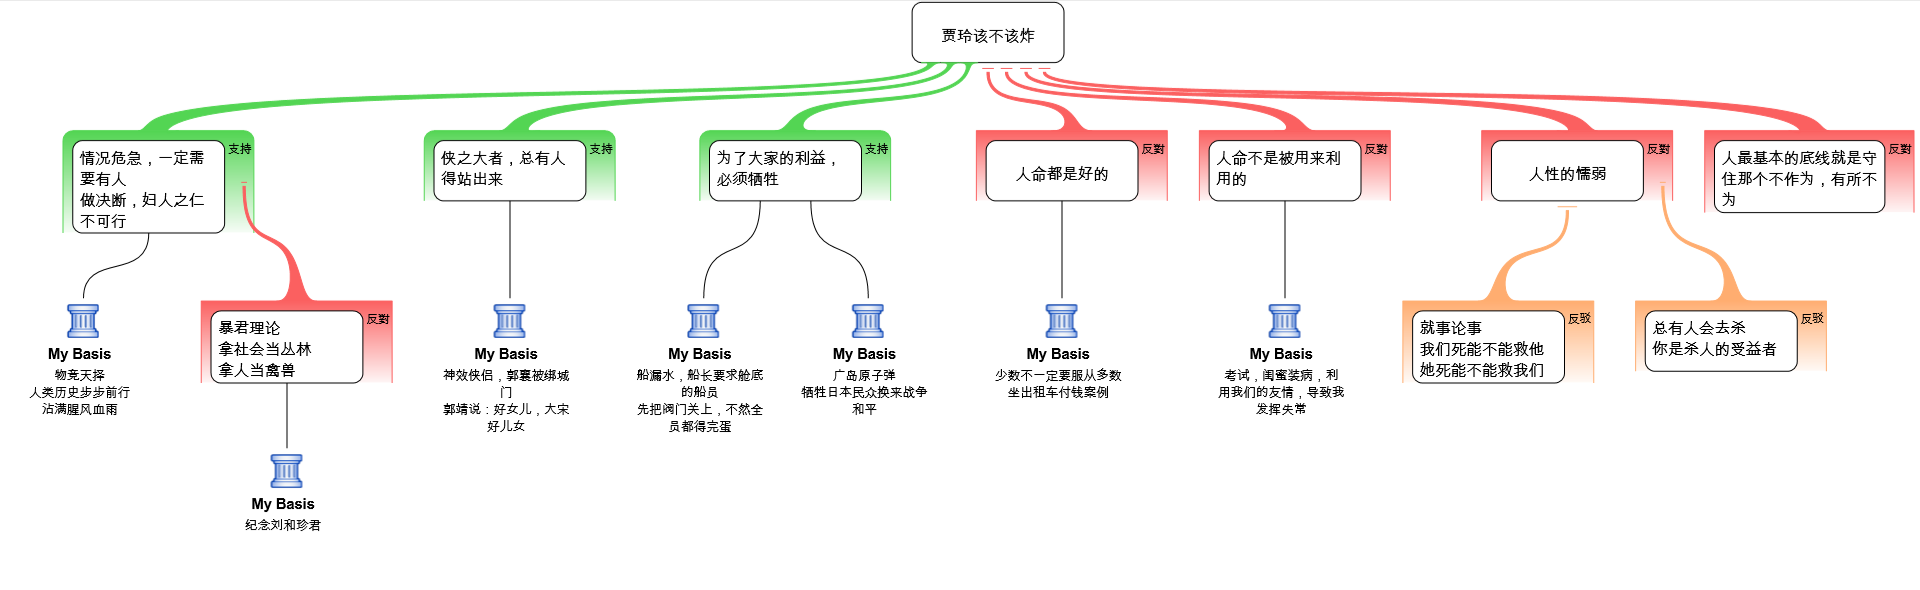 贾玲该不该炸
支持
情况危急，一定需
要有人
做决断，妇人之仁
不可行
支持
侠之大者，总有人
得站出来
支持
为了大家的利益，
必须牺牲
反對
人命都是好的
反對
人命不是被用来利
用的
反對
人性的懦弱
反對
人最基本的底线就是守
住那个不作为，有所不
为
My Basis
物竞天择
人类历史步步前行
沾满腥风血雨
反對
暴君理论
拿社会当丛林
拿人当禽兽
My Basis
神效侠侣，郭襄被绑城
门
郭靖说：好女儿，大宋
好儿女
My Basis
船漏水，船长要求舱底
的船员
先把阀门关上，不然全
员都得完蛋
My Basis
广岛原子弹
牺牲日本民众换来战争
和平
My Basis
少数不一定要服从多数
坐出租车付钱案例
My Basis
考试，闺蜜装病，利
用我们的友情，导致我
发挥失常
反驳
就事论事
我们死能不能救他
她死能不能救我们
反驳
总有人会去杀
你是杀人的受益者
My Basis
纪念刘和珍君